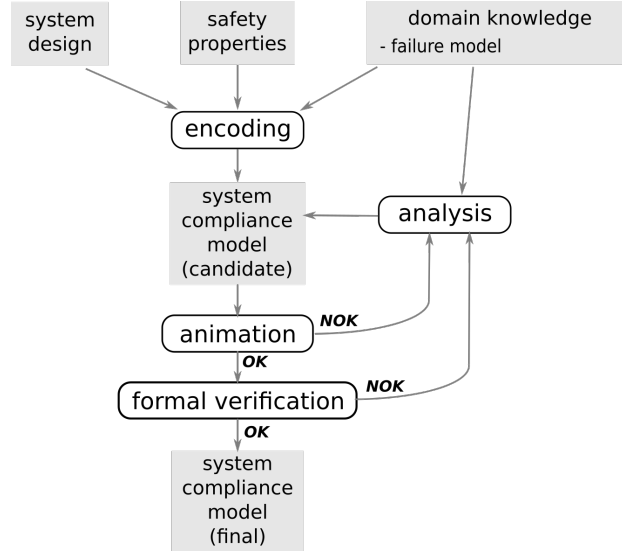 system
design
safety
properties
domain knowledge
- failure model
encoding
system
compliance
model
(candidate)
analysis
NOK
animation
OK
NOK
formal verification
OK
system
compliance
model
(final)